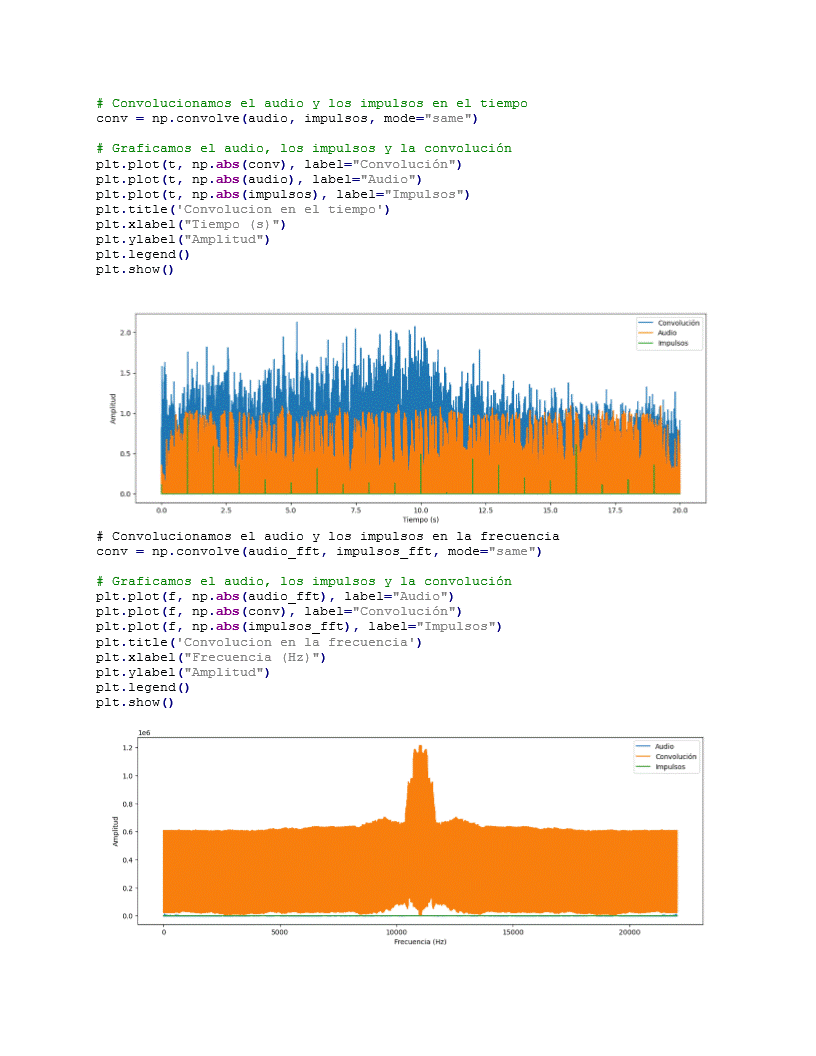 # Convolucionamos el audio y los impulsos en el tiempo
conv = np.convolve(audio, impulsos, mode="same")
# Graficamos el audio, los impulsos y la convolución
plt.plot(t, np.abs(conv), label="Convolución")
plt.plot(t, np.abs(audio), label="Audio")
plt.plot(t, np.abs(impulsos), label="Impulsos")
plt.title('Convolucion en el tiempo')
plt.xlabel("Tiempo (s)")
plt.ylabel("Amplitud")
plt.legend()
plt.show()
Convolución
Audio
Impulsos
Amplitud
2.0
1.5
1.0
0.5
0.0
0.0 2.5 5.0 7.5 10.0 12.5 15.0 17.5 20.0
Tiempo (s)
# Convolucionamos el audio y los impulsos en la frecuencia
conv = np.convolve(audio_fft, impulsos_fft, mode="same")
# Graficamos el audio, los impulsos y la convolución
plt.plot(f, np.abs(audio_fft), label="Audio")
plt.plot(f, np.abs(conv), label="Convolución")
plt.plot(f, np.abs(impulsos_fft), label="Impulsos")
plt.title('Convolucion en la frecuencia')
plt.xlabel("Frecuencia (Hz)")
plt.ylabel("Amplitud")
plt.legend()
plt.show()
1e6
Audio
Convolución
Impulsos
Amplitud
1.2
1.0
0.8
0.6
0.4
0.2
0.0
0 5000 10000 15000 20000
Frecuencia (Hz)